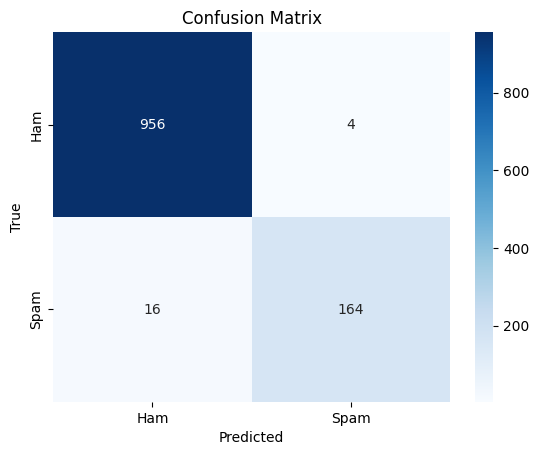 Confusion Matrix
Ham
956
4
800
600
True
400
Spam
16
164
200
Ham
Spam
Predicted